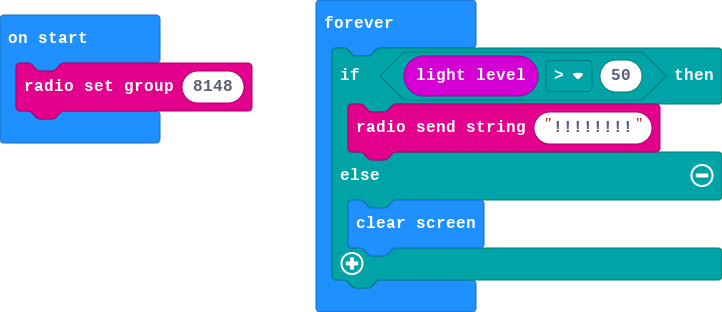 on start
radio set group 8148
forever
if light level > 50 then
radio send string "!!!!!!!!"
else
clear screen